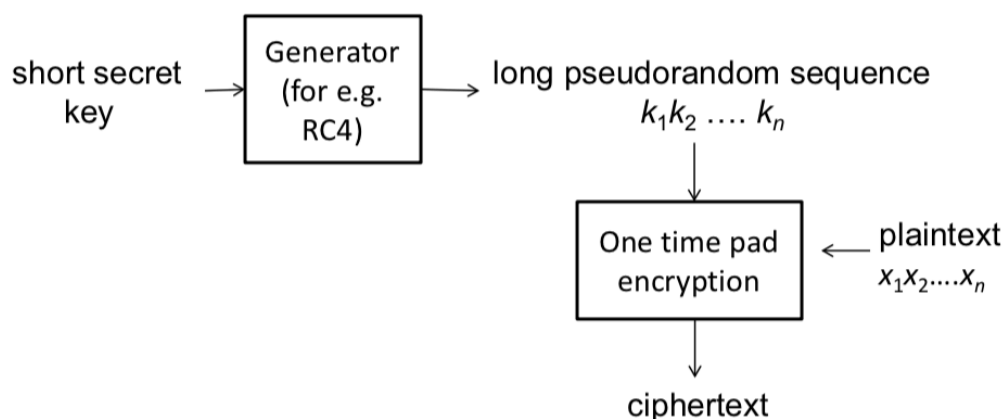 short secret
key
Generator
(for e.g.
RC4)
long pseudorandom sequence
k₁k₂ .... kₙ
One time pad
encryption
plaintext
x₁x₂....xₙ
ciphertext